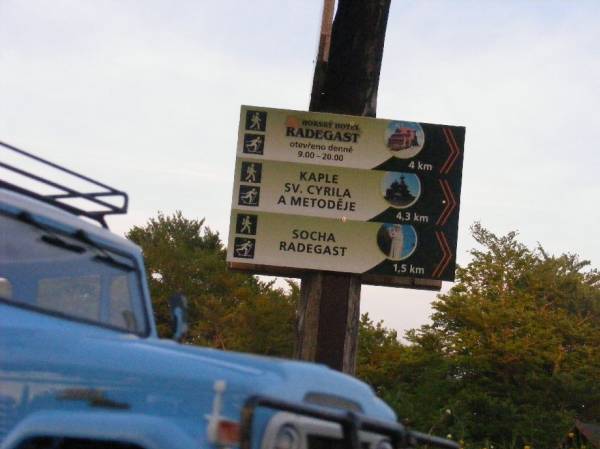 HORSKÝ HOTEL
RADEGAST
otevřeno denně
9.00 - 20.00
4 km
KAPLE
SV. CYRILA
A METODĚJE
4,3 km
SOCHA
RADEGAST
1,5 km